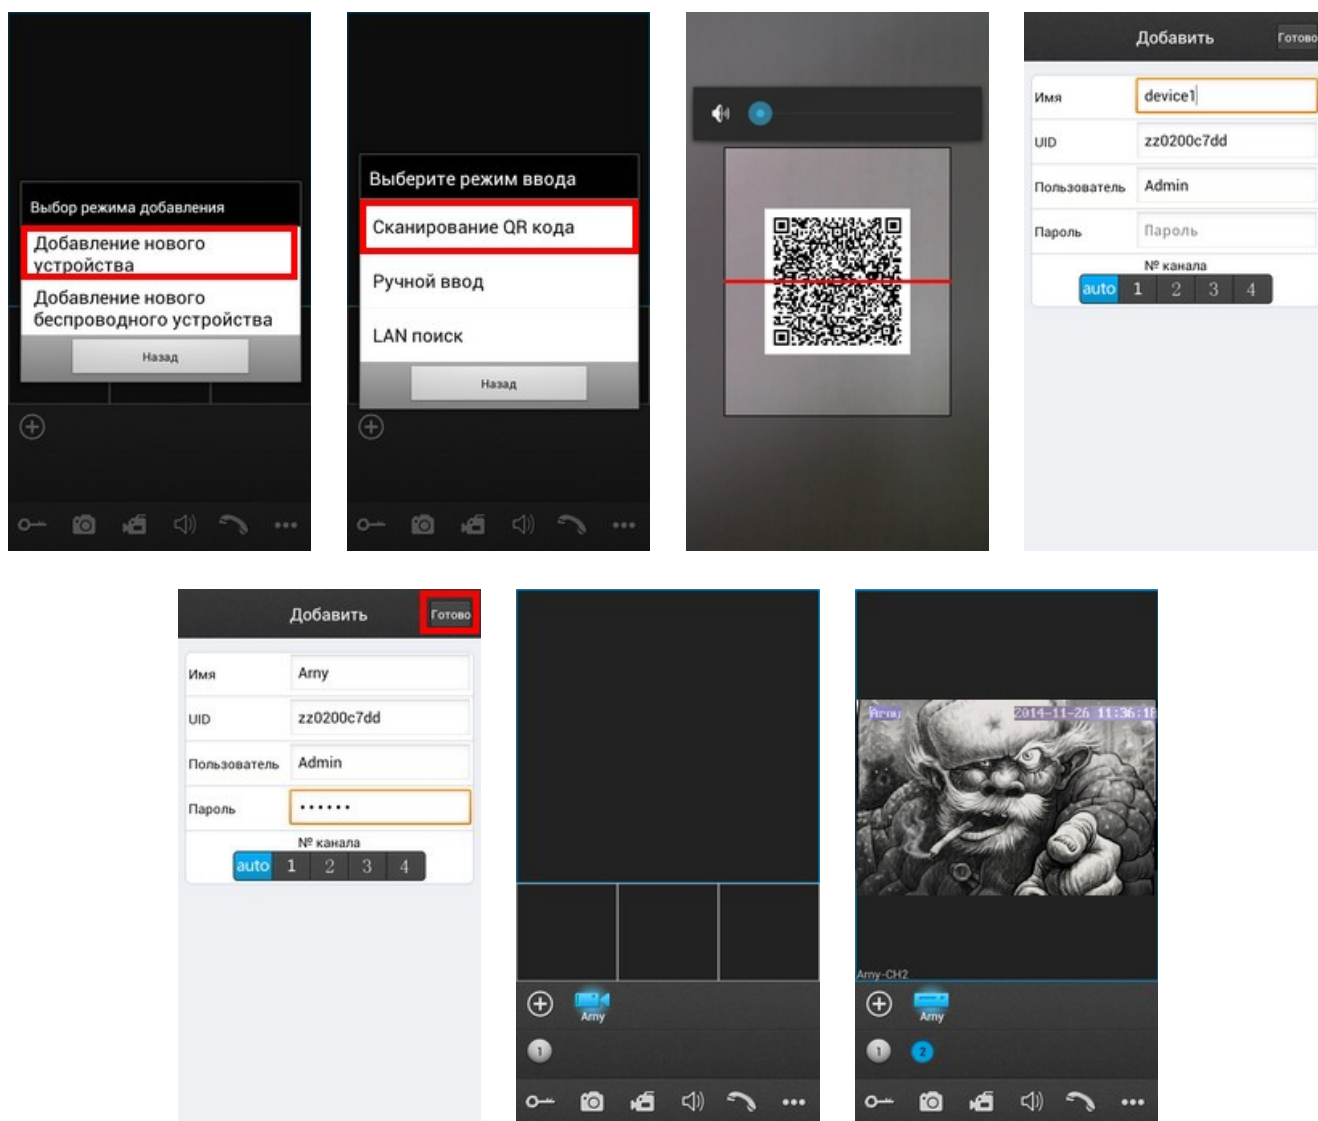 Выбор режима добавления
Добавление нового
устройства
Добавление нового
беспроводного устройства
Назад
Выберите режим ввода
Сканирование QR кода
Ручной ввод
LAN поиск
Назад
Добавить
Готово
Имя
device1
UID
zz0200c7dd
Пользователь
Admin
Пароль
Пароль
№ канала
auto 1 2 3 4
Добавить
Готово
Имя
Arny
UID
zz0200c7dd
Пользователь
Admin
Пароль
••••••
№ канала
auto 1 2 3 4
Arny
1
Arny
2014-11-26 11:36:18
Arny-CH2
Arny
1
2